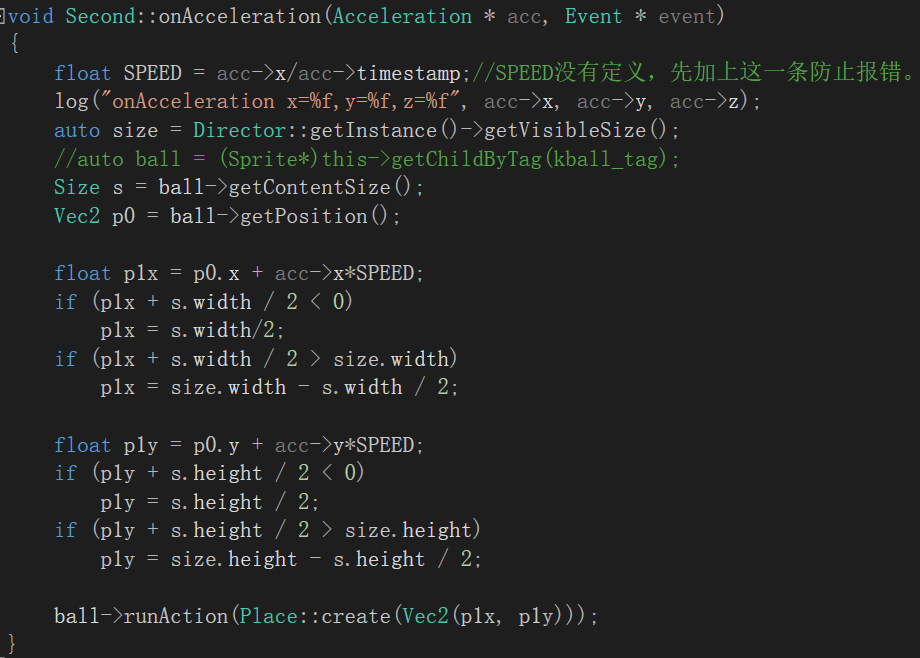 void Second::onAcceleration(Acceleration * acc, Event * event)
{
    float SPEED = acc->x/acc->timestamp;//SPEED没有定义，先加上这一条防止报错。
    log("onAcceleration x=%f,y=%f,z=%f", acc->x, acc->y, acc->z);
    auto size = Director::getInstance()->getVisibleSize();
    //auto ball = (Sprite*)this->getChildByTag(kball_tag);
    Size s = ball->getContentSize();
    Vec2 p0 = ball->getPosition();

    float p1x = p0.x + acc->x*SPEED;
    if (p1x + s.width / 2 < 0)
        p1x = s.width/2;
    if (p1x + s.width / 2 > size.width)
        p1x = size.width - s.width / 2;

    float p1y = p0.y + acc->y*SPEED;
    if (p1y + s.height / 2 < 0)
        p1y = s.height / 2;
    if (p1y + s.height / 2 > size.height)
        p1y = size.height - s.height / 2;

    ball->runAction(Place::create(Vec2(p1x, p1y)));
}